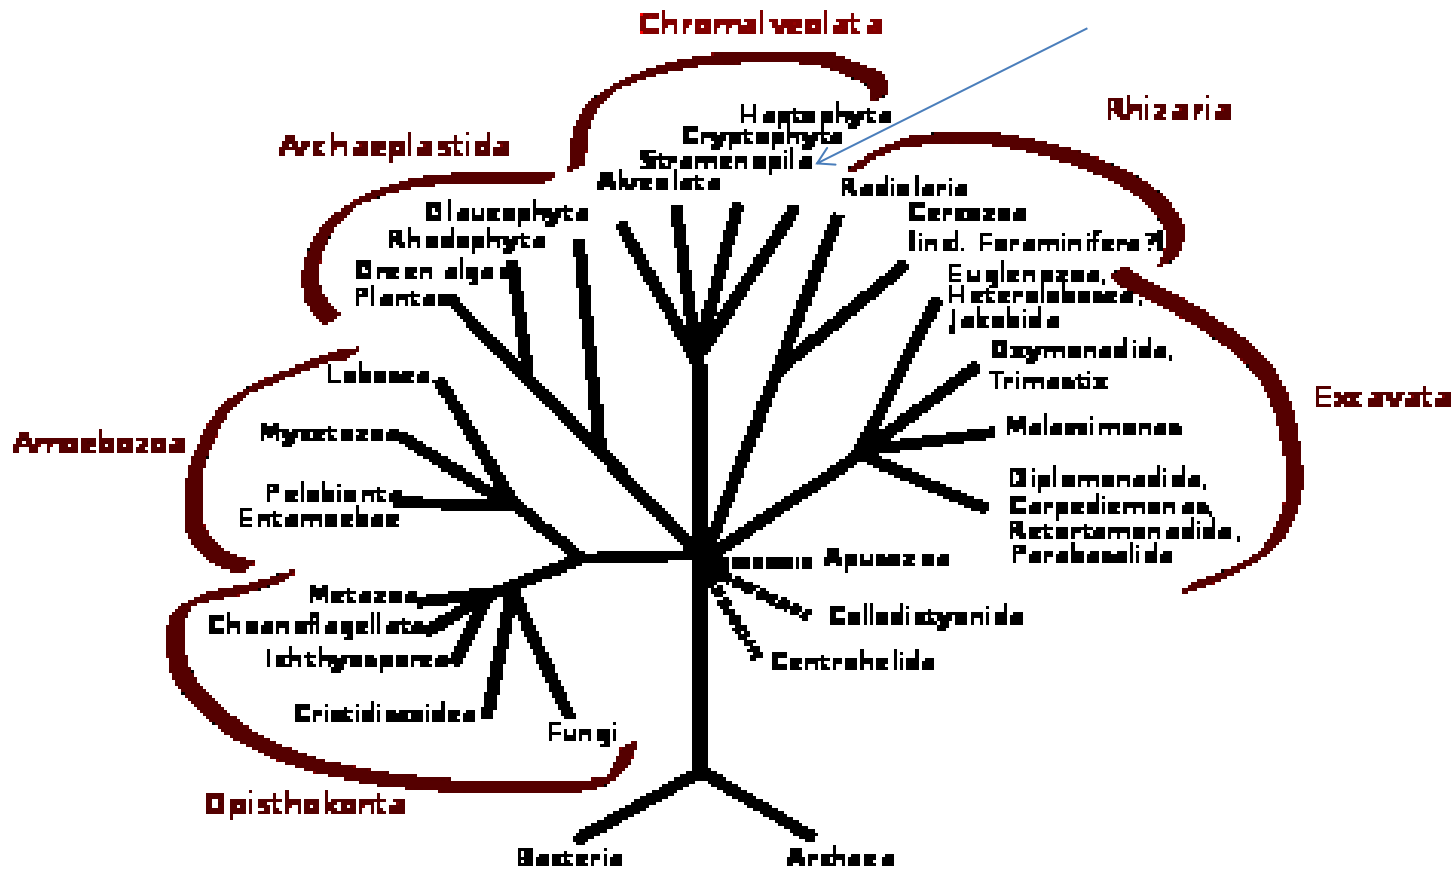 Chromalveolata
Haptophyta
Cryptophyta
Stramenopila
Alveolata
Rhizaria
Radiolaria
Cercozoa
(incl. Foraminifera?)
Archaeplastida
Glaucophyta
Rhodophyta
Green algae
Plantae
Euglenozoa,
Heterolobosea,
Jakobida
Oxymonadida,
Trimastix
Malawimonas
Diplomonadida,
Carpediemonas,
Retortamonadida,
Parabasalida
Excavata
Amoebozoa
Lobosea
Mycetozoa
Pelobionta
Entamoebae
Apusozoa
Collodictyonida
Centrohelida
Metazoa
Choanoflagellata
Ichthyosporea
Cristidiscoidea
Fungi
Opisthokonta
Bacteria
Archaea